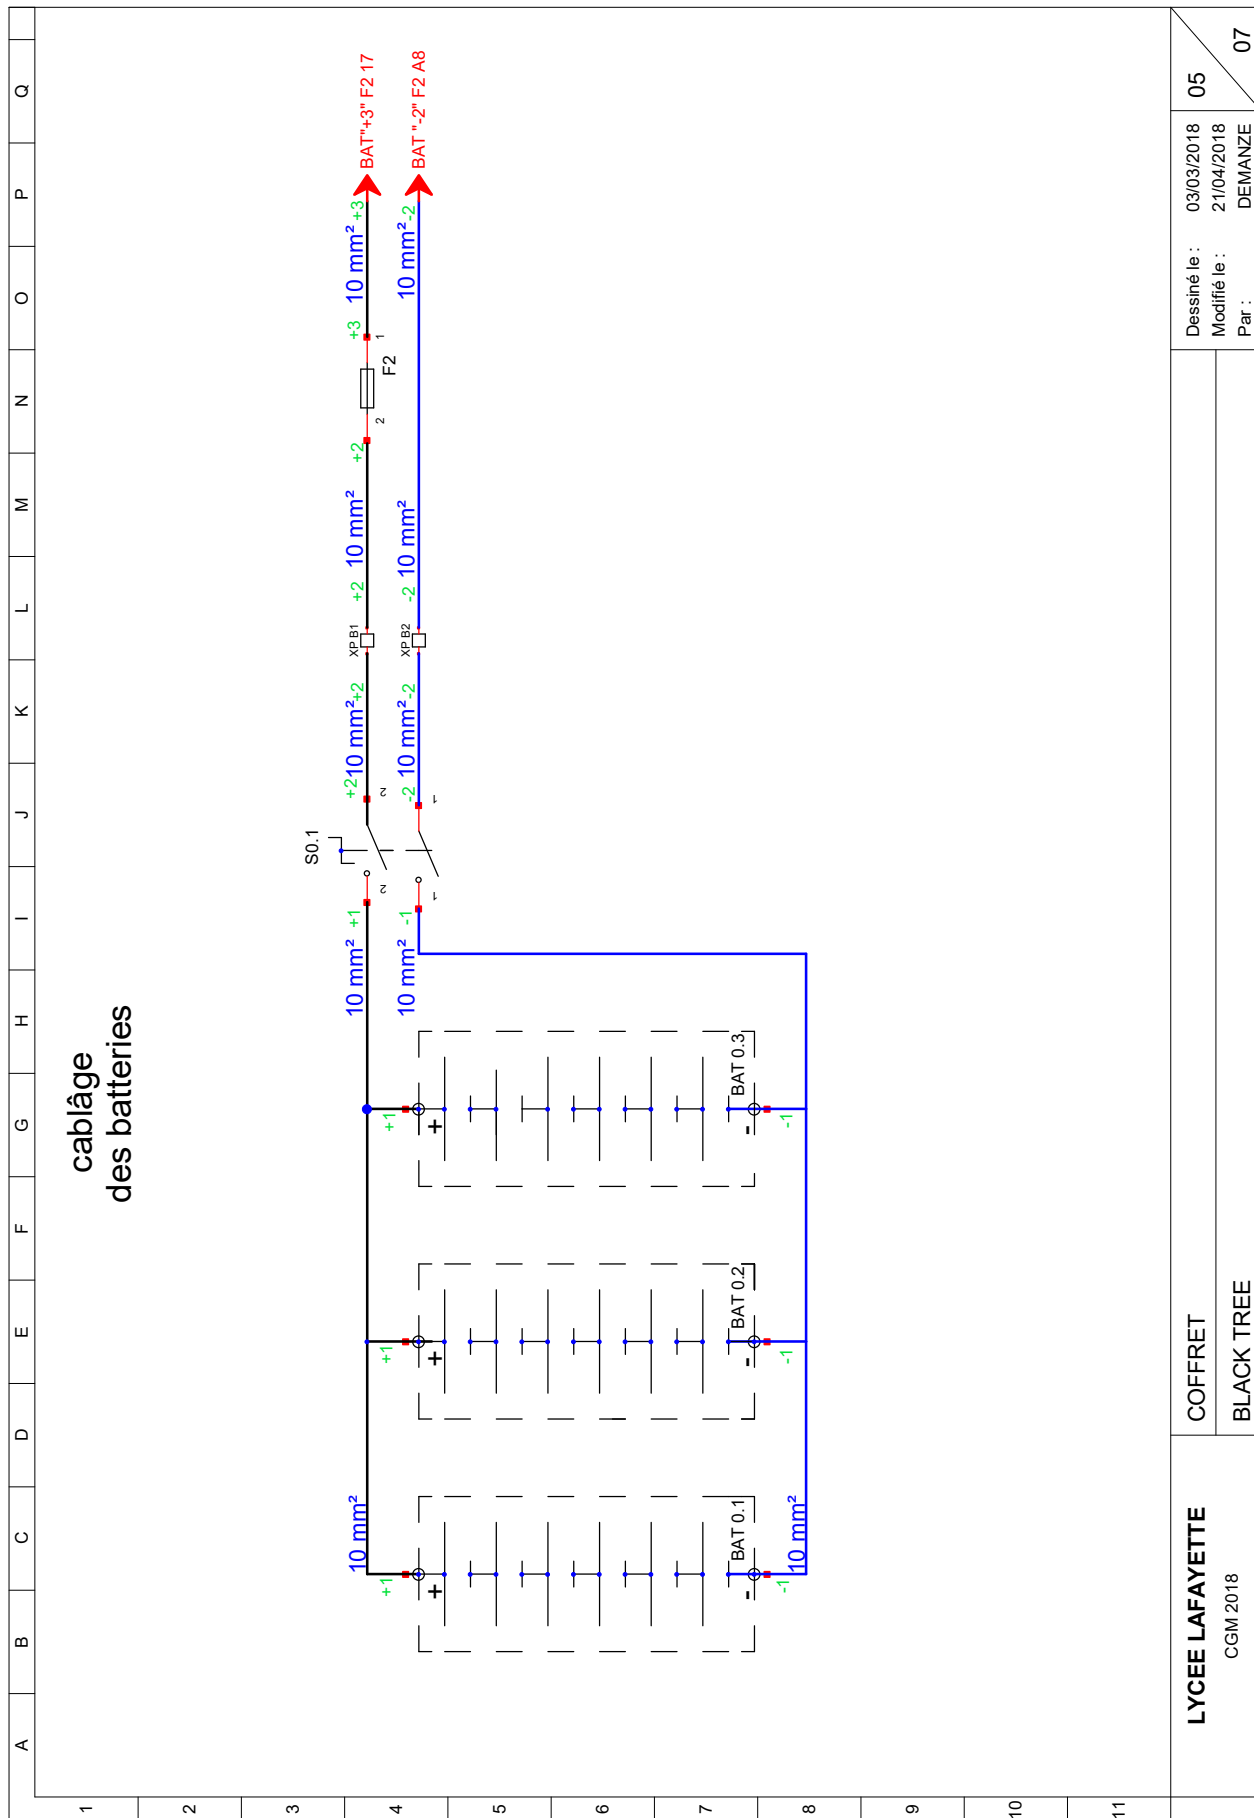 A B C D E F G H I J K L M N O P Q
1
2
3
4
5
6
7
8
9
10
11
cablâge
des batteries
S0.1
10 mm²
+1
10 mm²
+1
2
2
+2
10 mm²
+2
XP B1
+2
10 mm²
+2
2
F2
1
+3
10 mm²
+3
BAT"+3" F2 17
10 mm²
-1
1
1
-2
10 mm²
-2
XP B2
-2
10 mm²
10 mm²
-2
BAT "-2" F2 A8
+1
+1
+1
+
+
+
-
BAT 0.1
-
BAT 0.2
-
BAT 0.3
-1
10 mm²
-1
-1
LYCEE LAFAYETTE
CGM 2018
COFFRET
BLACK TREE
Dessiné le : 03/03/2018
Modifié le : 21/04/2018
Par : DEMANZE
05
07